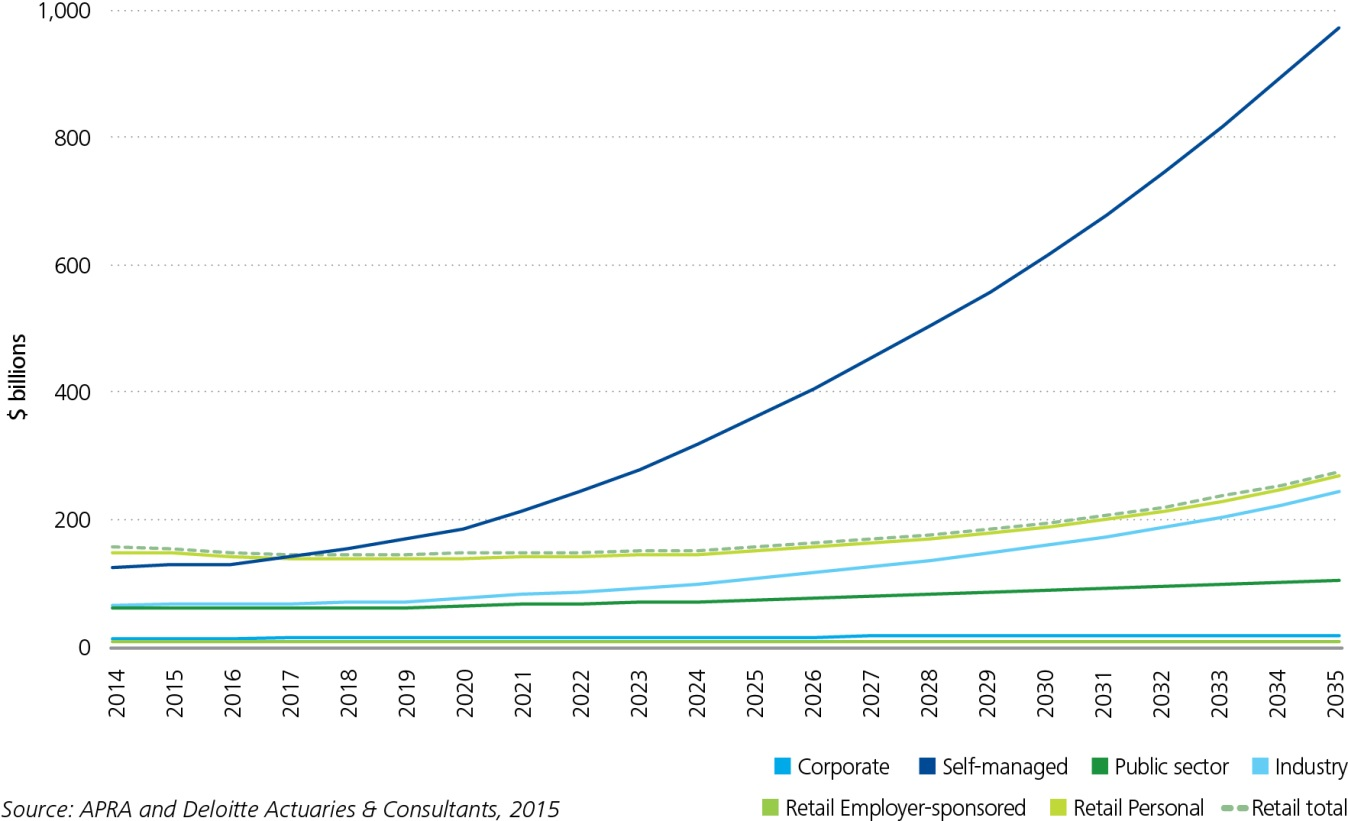 1,000
800
600
400
200
0
$ billions
2014 2015 2016 2017 2018 2019 2020 2021 2022 2023 2024 2025 2026 2027 2028 2029 2030 2031 2032 2033 2034 2035
Corporate Self-managed Public sector Industry
Retail Employer-sponsored Retail Personal Retail total
Source: APRA and Deloitte Actuaries & Consultants, 2015